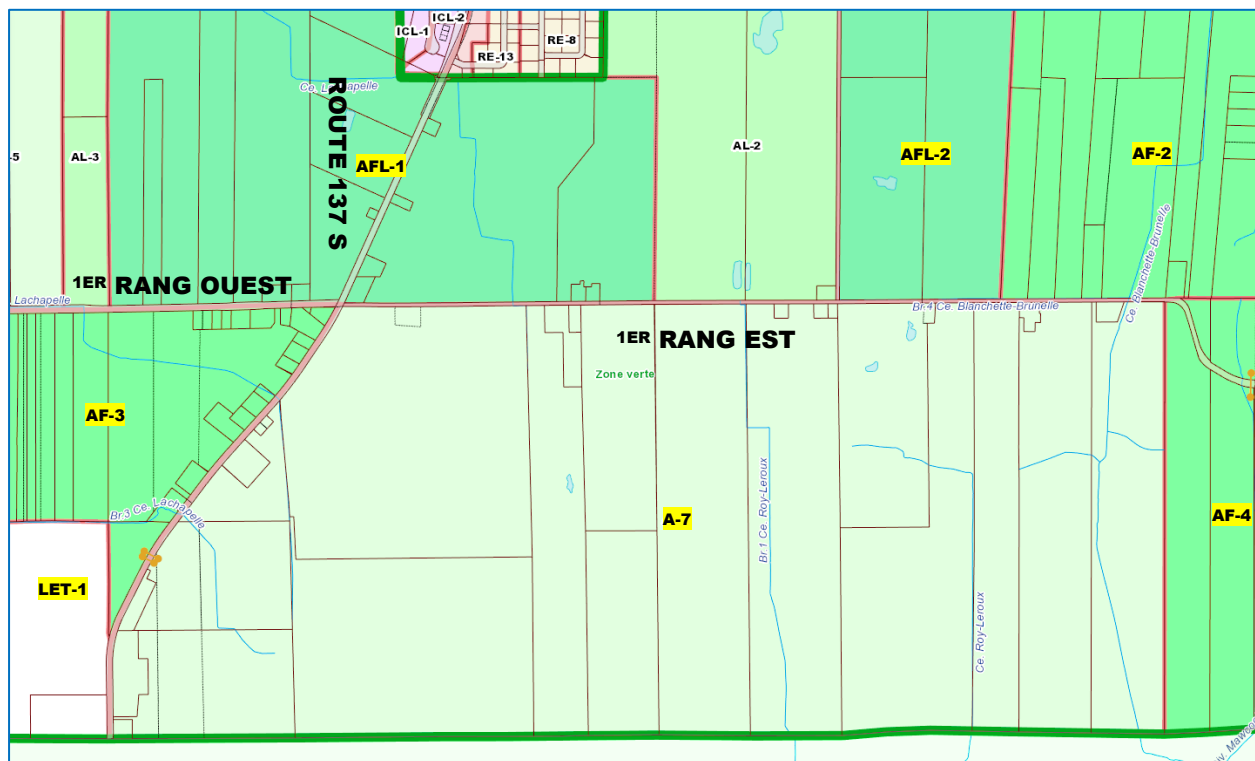 ICL-2
ICL-1
RE-8
RE-13
Ce. Lachapelle
ROUTE 137 S
-5
AL-3
AFL-1
AL-2
AFL-2
AF-2
Ce. Blanchette-Brunelle
1ER RANG OUEST
Lachapelle
Br.4 Ce. Blanchette-Brunelle
1ER RANG EST
Zone verte
AF-3
Br.3 Ce. Lachapelle
Br.1 Ce. Roy-Leroux
A-7
AF-4
LET-1
Ce. Roy-Leroux